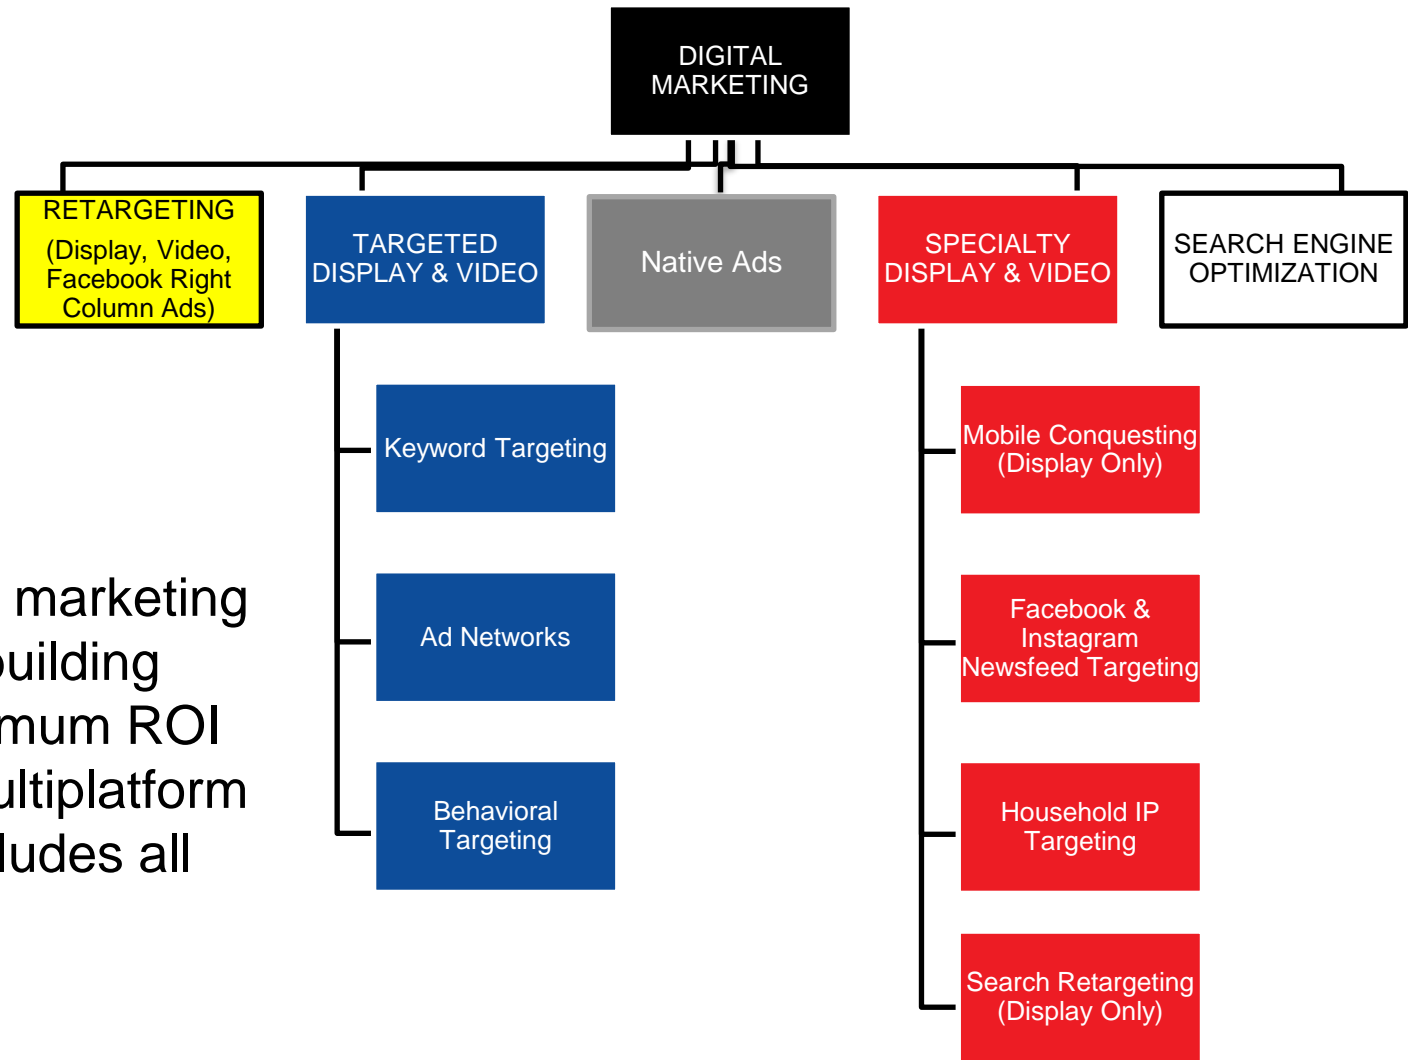 DIGITAL
MARKETING
RETARGETING
(Display, Video,
Facebook Right
Column Ads)
TARGETED
DISPLAY & VIDEO
Native Ads
SPECIALTY
DISPLAY & VIDEO
SEARCH ENGINE
OPTIMIZATION
Keyword Targeting
Ad Networks
Behavioral
Targeting
Mobile Conquesting
(Display Only)
Facebook &
Instagram
Newsfeed Targeting
Household IP
Targeting
Search Retargeting
(Display Only)
marketing
building
mum ROI
ultiplatform
ludes all